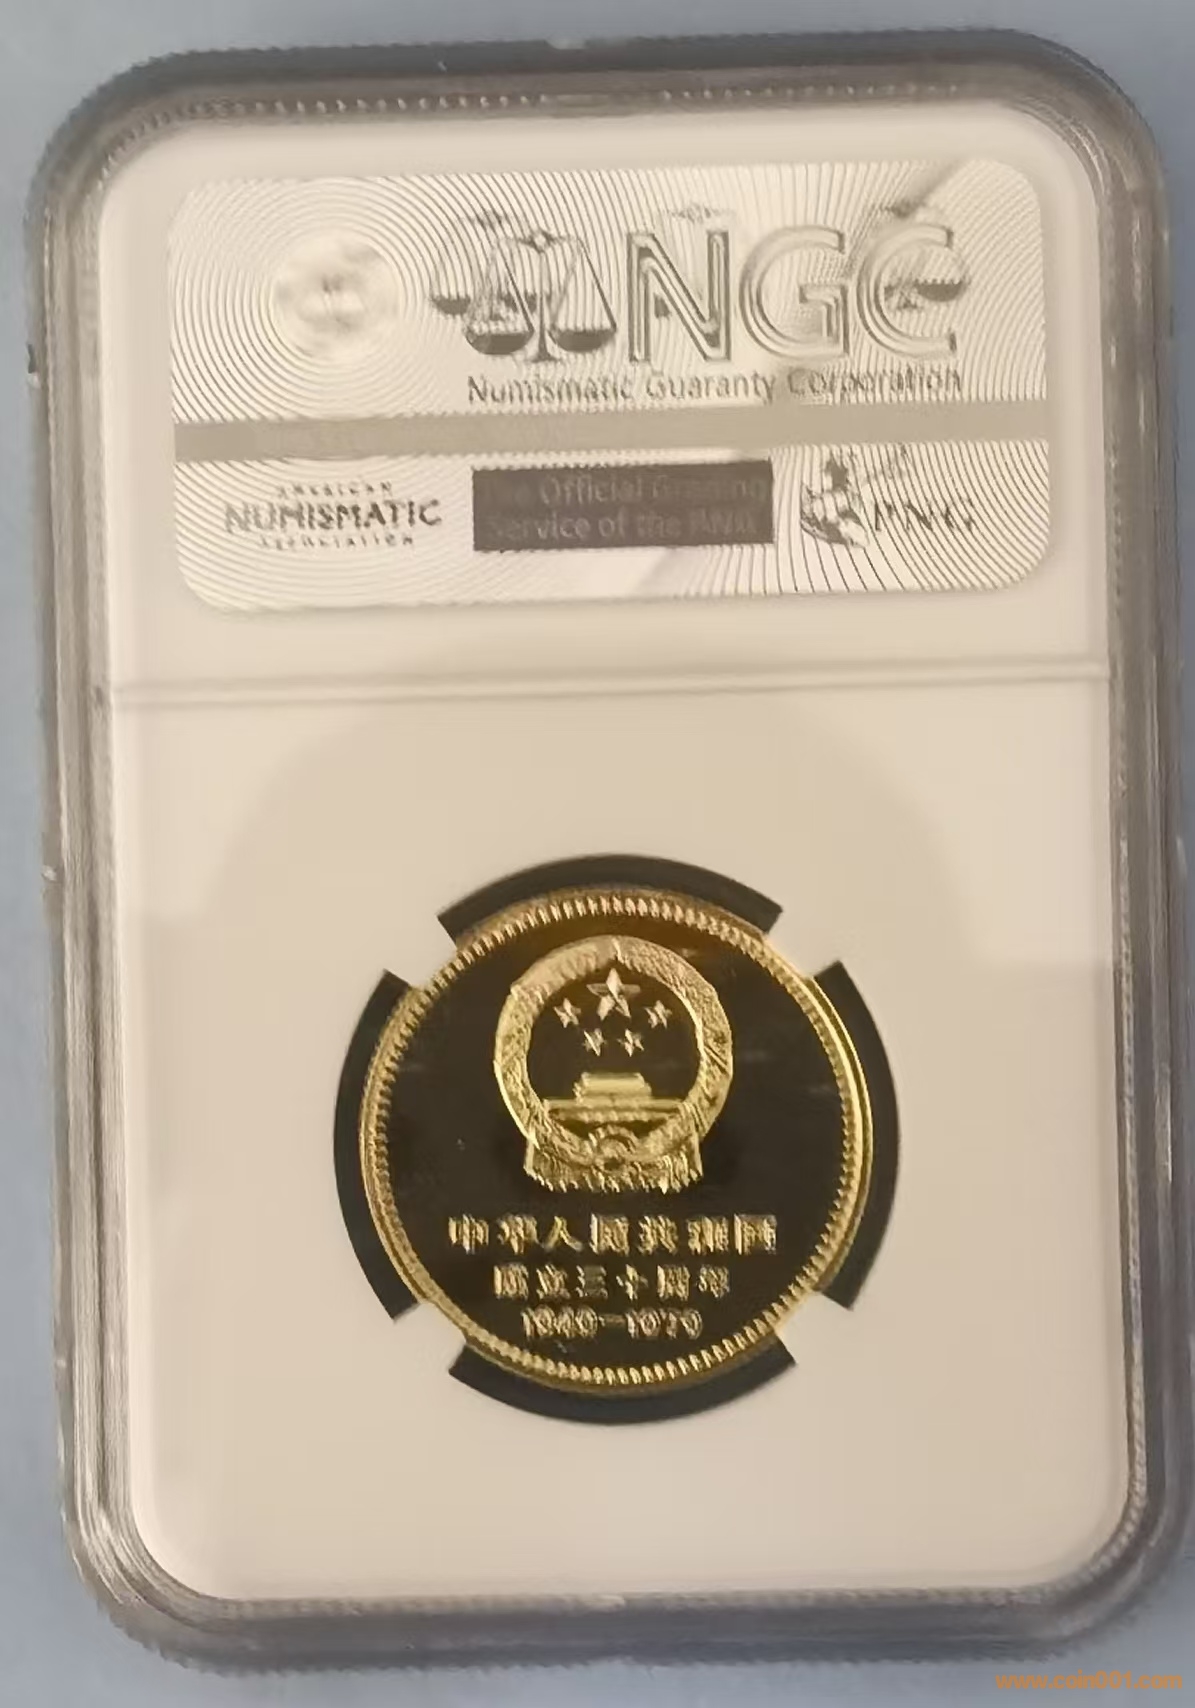 NGC
Numismatic Guaranty Corporation
AMERICAN
NUMISMATIC
ASSOCIATION
The Official Grading
Service of the PNG
PNG
中华人民共和国
成立三十周年
1949-1979
www.coin001.com